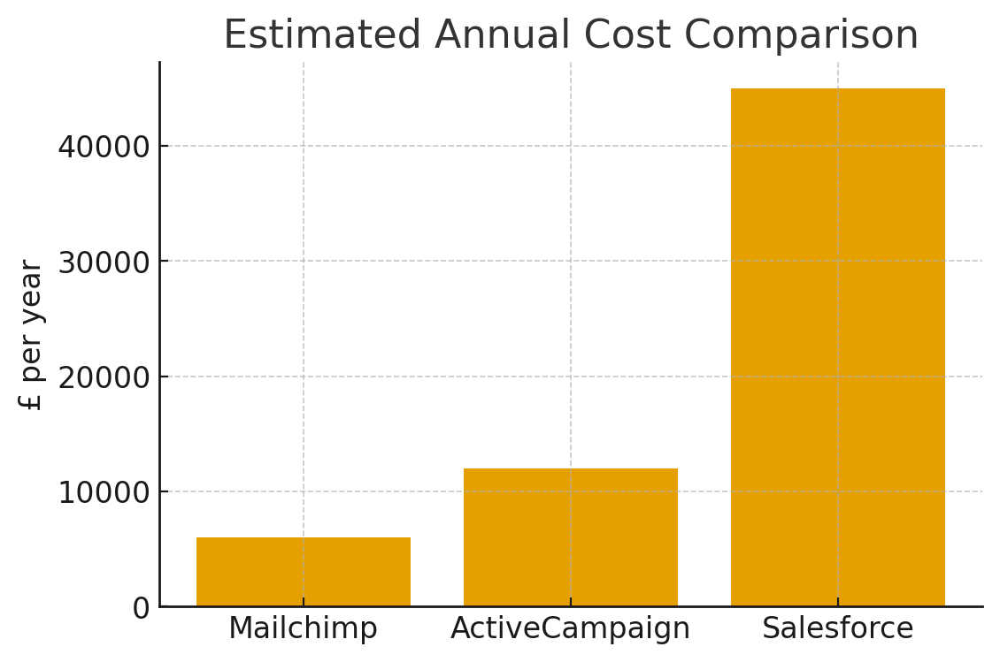 Estimated Annual Cost Comparison
£ per year
40000
30000
20000
10000
0
Mailchimp ActiveCampaign Salesforce